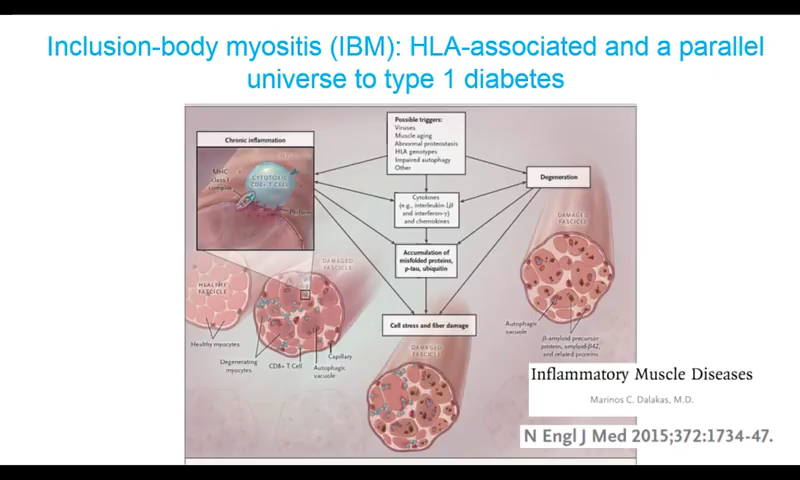 Inclusion-body myositis (IBM): HLA-associated and a parallel
universe to type 1 diabetes
Possible triggers:
Viruses
Muscle aging
Abnormal proteostasis
HLA genotypes
Impaired autophagy
Other
Chronic inflammation
MHC
class I
complex
CYTOTOXIC
CD8+ T CELL
Degeneration
Cytokines
(e.g., interleukin-1β
and interferon-γ)
and chemokines
DAMAGED
FASCICLE
Accumulation of
misfolded proteins,
p-tau, ubiquitin
DAMAGED
FASCICLE
HEALTHY
FASCICLE
Cell stress and fiber damage
Autophagic
vacuole
Healthy myocytes
Degenerating
myocytes
CD8+ T Cell
Capillary
Autophagic
vacuole
DAMAGED
FASCICLE
β-amyloid precursor
protein, amyloid-β42,
and related proteins
Inflammatory Muscle Diseases
Marinos C. Dalakas, M.D.
N Engl J Med 2015;372:1734-47.